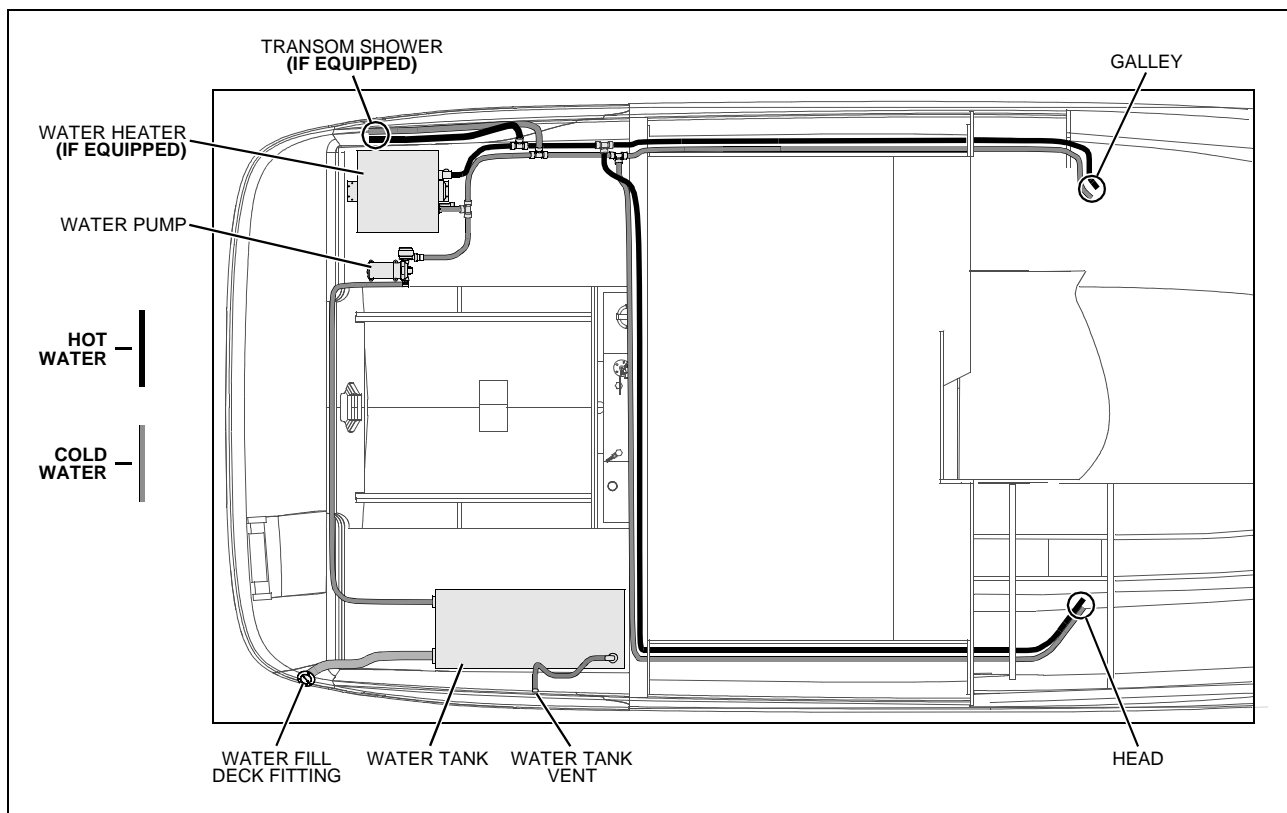 TRANSOM SHOWER
(IF EQUIPPED)
GALLEY
WATER HEATER
(IF EQUIPPED)
WATER PUMP
HOT
WATER
COLD
WATER
WATER FILL
DECK FITTING
WATER TANK
WATER TANK
VENT
HEAD